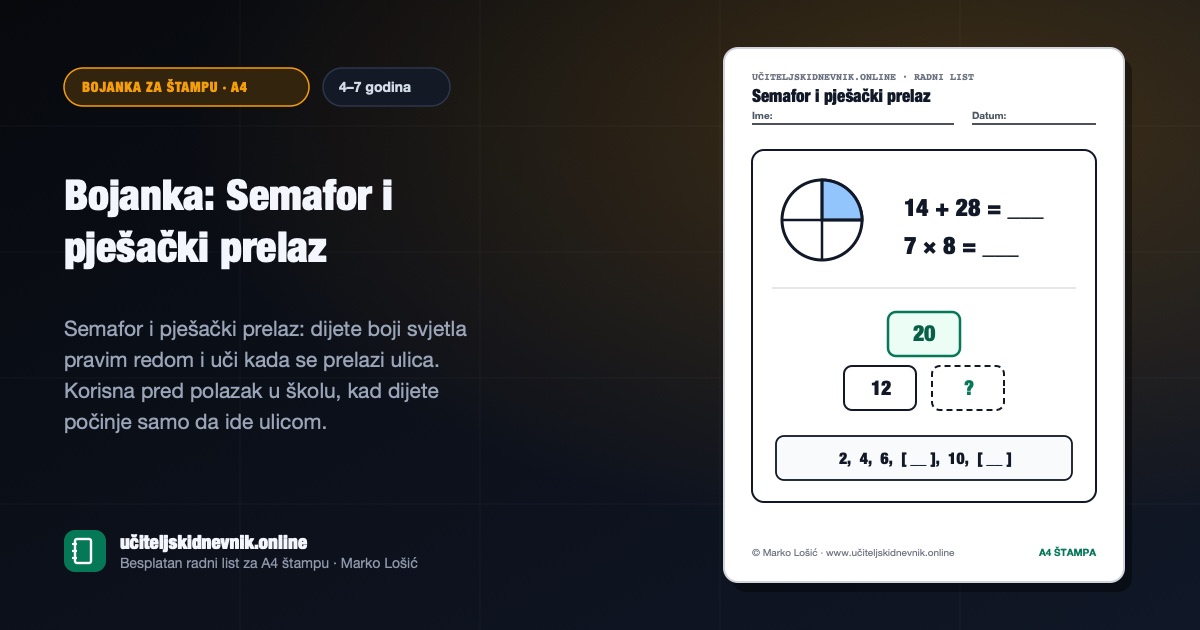 BOJANKA ZA ŠTAMPU · A4
4–7 godina
Bojanka: Semafor i
pješački prelaz
Semafor i pješački prelaz: dijete boji svjetla
pravim redom i uči kada se prelazi ulica.
Korisna pred polazak u školu, kad dijete
počinje samo da ide ulicom.
učiteljskidnevnik.online
Besplatan radni list za A4 štampu · Marko Lošić
UČITELJSKIDNEVNIK.ONLINE · RADNI LIST
Semafor i pješački prelaz
Ime: Datum:
14 + 28 = ___
7 × 8 = ___
20
12 ?
2, 4, 6, [ __ ], 10, [ __ ]
© Marko Lošić · www.učiteljskidnevnik.online A4 ŠTAMPA